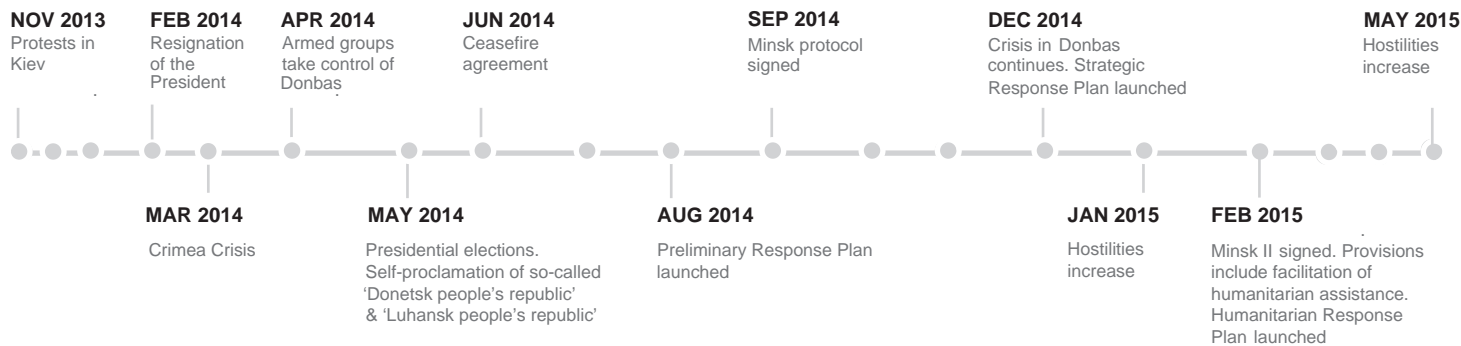 NOV 2013
Protests in
Kiev
FEB 2014
Resignation
of the
President
APR 2014
Armed groups
take control of
Donbas
JUN 2014
Ceasefire
agreement
SEP 2014
Minsk protocol
signed
DEC 2014
Crisis in Donbas
continues. Strategic
Response Plan launched
MAY 2015
Hostilities
increase
MAR 2014
Crimea Crisis
MAY 2014
Presidential elections.
Self-proclamation of so-called
‘Donetsk people’s republic’
& ‘Luhansk people’s republic’
AUG 2014
Preliminary Response Plan
launched
JAN 2015
Hostilities
increase
FEB 2015
Minsk II signed. Provisions
include facilitation of
humanitarian assistance.
Humanitarian Response
Plan launched